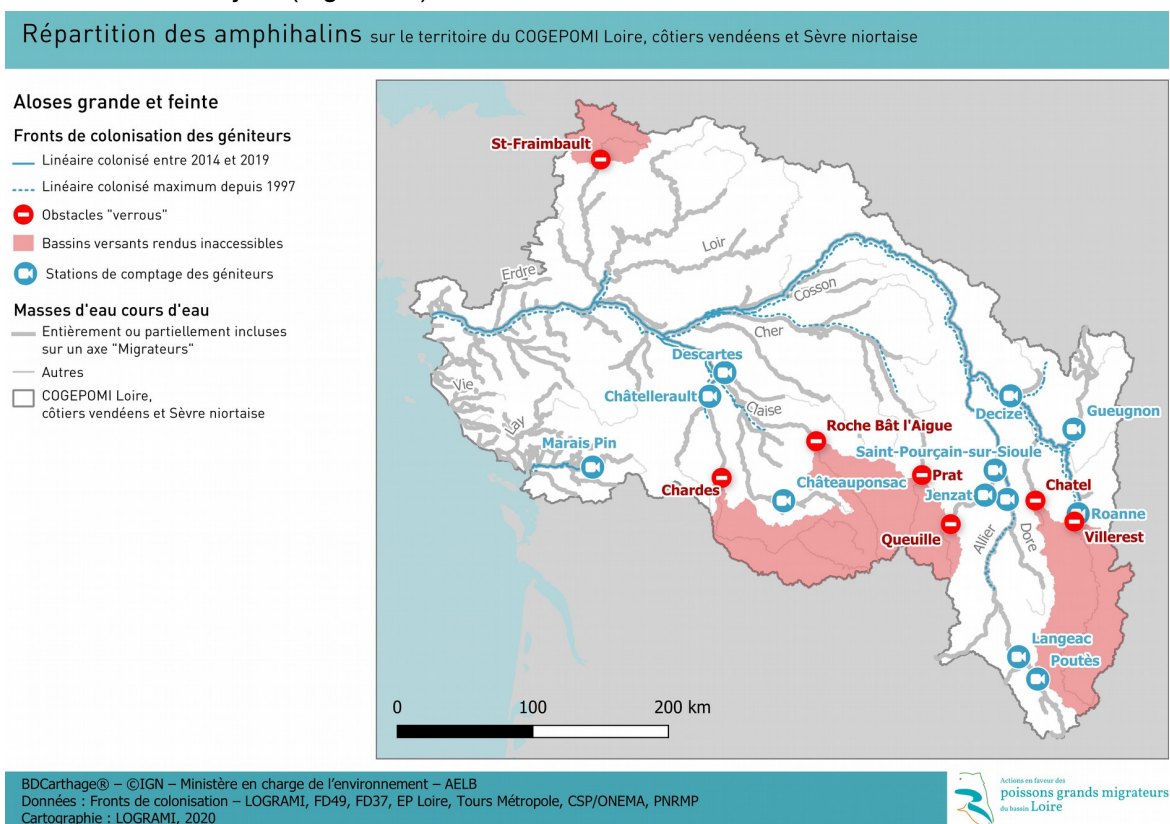 Répartition des amphihalins sur le territoire du COGEPOMI Loire, côtiers vendéens et Sèvre niortaise
Aloses grande et feinte
Fronts de colonisation des géniteurs
Linéaire colonisé entre 2014 et 2019
Linéaire colonisé maximum depuis 1997
Obstacles "verrous"
Bassins versants rendus inaccessibles
Stations de comptage des géniteurs
Masses d'eau cours d'eau
Entièrement ou partiellement incluses
sur un axe "Migrateurs"
Autres
COGEPOMI Loire,
côtiers vendéens et Sèvre niortaise
St-Fraimbault
Loir
Erdre
Cosson
Cher
Descartes
Vie
Châtellerault
Claise
Decize
Gueugnon
Lay
Roche Bât l'Aigue
Marais Pin
Saint-Pourçain-sur-Sioule
Prat
Châteauponsac
Chardes
Jenzat
Chatel
Roanne
Queuille
Allier
Dore
Villerest
Langeac
Poutès
0 100 200 km
BDCarthage® – ©IGN – Ministère en charge de l'environnement – AELB
Données : Fronts de colonisation – LOGRAMI, FD49, FD37, EP Loire, Tours Métropole, CSP/ONEMA, PNRMP
Cartographie : LOGRAMI, 2020
Actions en faveur des
poissons grands migrateurs
du bassin Loire